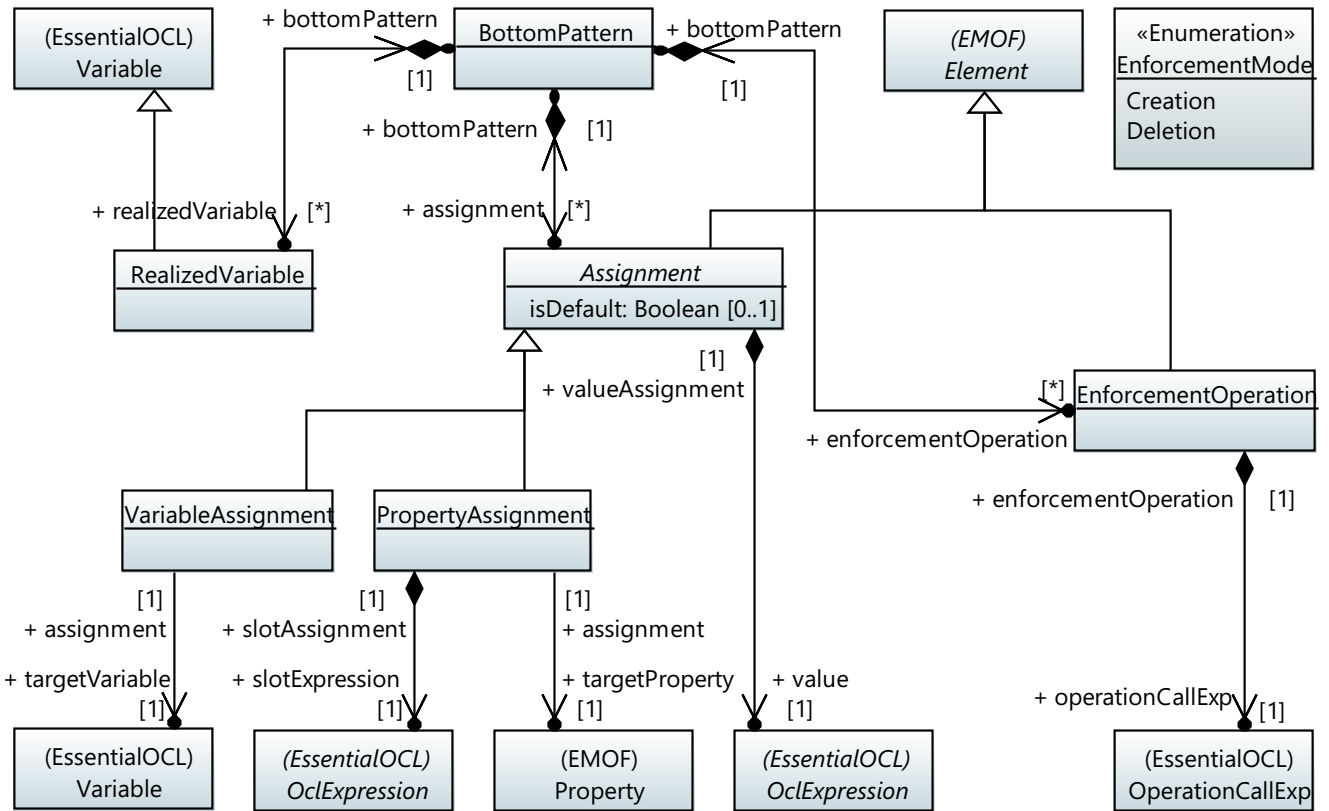 + bottomPattern
BottomPattern
+ bottomPattern
(EssentialOCL)
Variable
(EMOF)
Element
«Enumeration»
EnforcementMode
Creation
Deletion
[1]
[1]
+ bottomPattern
[1]
+ realizedVariable
[*]
+ assignment
[*]
RealizedVariable
Assignment
isDefault: Boolean [0..1]
[1]
+ valueAssignment
[*]
EnforcementOperation
+ enforcementOperation
+ enforcementOperation
[1]
VariableAssignment
PropertyAssignment
[1]
+ assignment
[1]
+ slotAssignment
[1]
+ assignment
+ targetVariable
[1]
+ slotExpression
[1]
+ targetProperty
[1]
+ value
[1]
+ operationCallExp
[1]
(EssentialOCL)
Variable
(EssentialOCL)
OclExpression
(EMOF)
Property
(EssentialOCL)
OclExpression
(EssentialOCL)
OperationCallExp